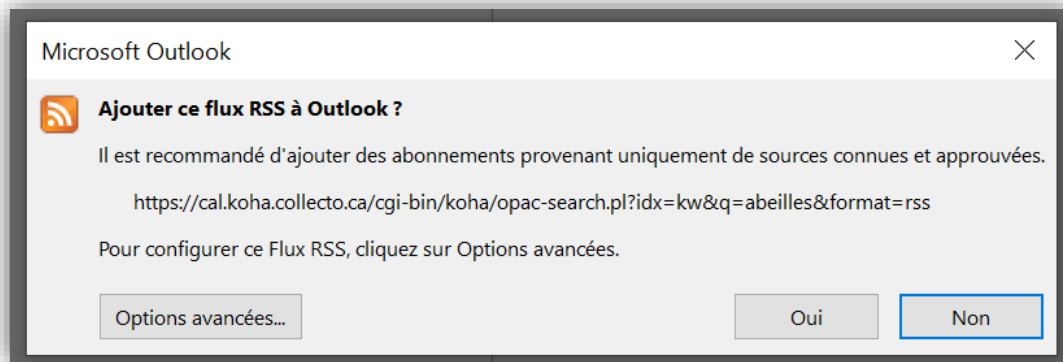 Microsoft Outlook
Ajouter ce flux RSS à Outlook ?
Il est recommandé d'ajouter des abonnements provenant uniquement de sources connues et approuvées.
https://cal.koha.collecto.ca/cgi-bin/koha/opac-search.pl?idx=kw&q=abeilles&format=rss
Pour configurer ce Flux RSS, cliquez sur Options avancées.
Options avancées... Oui Non